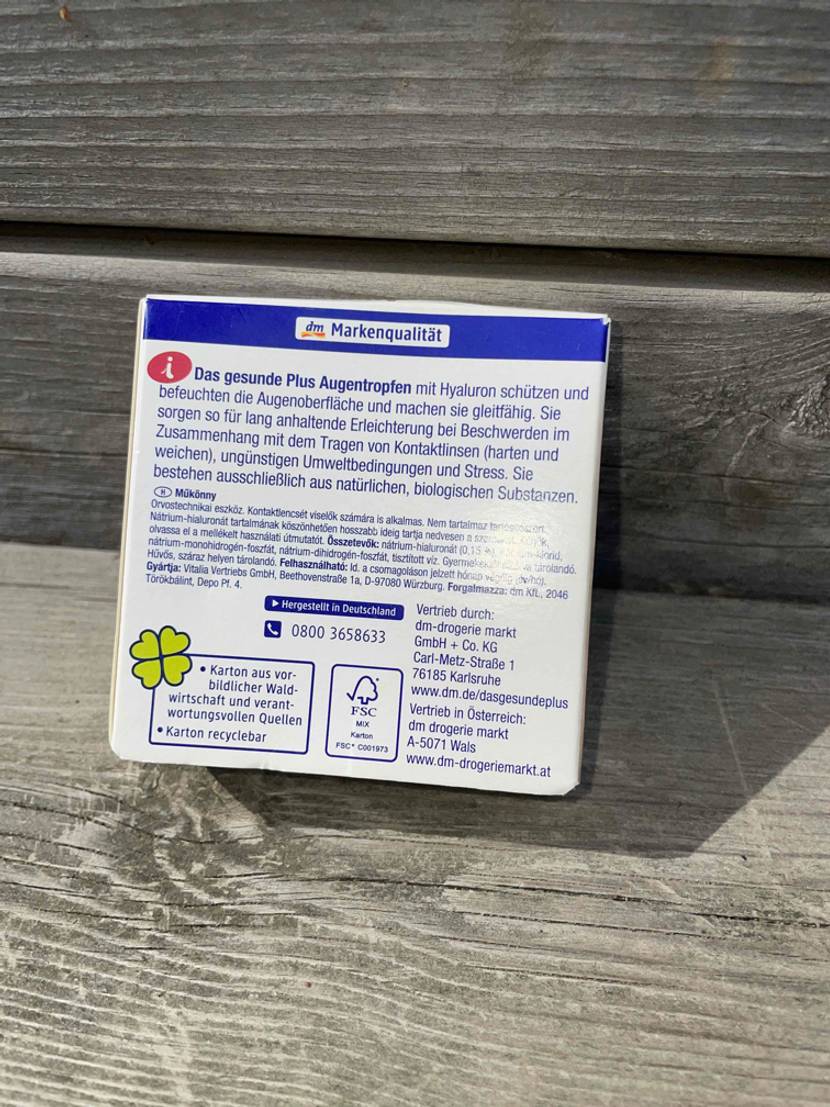 dm Markenqualität
i Das gesunde Plus Augentropfen mit Hyaluron schützen und
befeuchten die Augenoberfläche und machen sie gleitfähig. Sie
sorgen so für lang anhaltende Erleichterung bei Beschwerden im
Zusammenhang mit dem Tragen von Kontaktlinsen (harten und
weichen), ungünstigen Umweltbedingungen und Stress. Sie
bestehen ausschließlich aus natürlichen, biologischen Substanzen.
H Műkönny
Orvostechnikai eszköz. Kontaktlencsét viselők számára is alkalmas. Nem tartalmaz
Nátrium-hialuronát tartalmának köszönhetően hosszabb ideig tartja nedvesen a
olvassa el a mellékelt használati útmutatót. Összetevők: nátrium-hialuronát (0,15 %),
nátrium-monohidrogén-foszfát, nátrium-dihidrogén-foszfát, tisztított víz. tárolandó.
Hűvös, száraz helyen tárolandó. Felhasználható: ld. a csomagoláson jelzett hónap végéig (év/hó).
Gyártja: Vitalia Vertriebs GmbH, Beethovenstraße 1a, D-97080 Würzburg. Forgalmazza: dm Kft., 2046
Törökbálint, Depo Pf. 4.
Hergestellt in Deutschland
0800 3658633
Vertrieb durch:
dm-drogerie markt
GmbH + Co. KG
Carl-Metz-Straße 1
76185 Karlsruhe
www.dm.de/dasgesundeplus
Vertrieb in Österreich:
dm drogerie markt
A-5071 Wals
www.dm-drogeriemarkt.at
• Karton aus vor-
bildlicher Wald-
wirtschaft und verant-
wortungsvollen Quellen
• Karton recyclebar
FSC
MIX
Karton
FSC® C001973